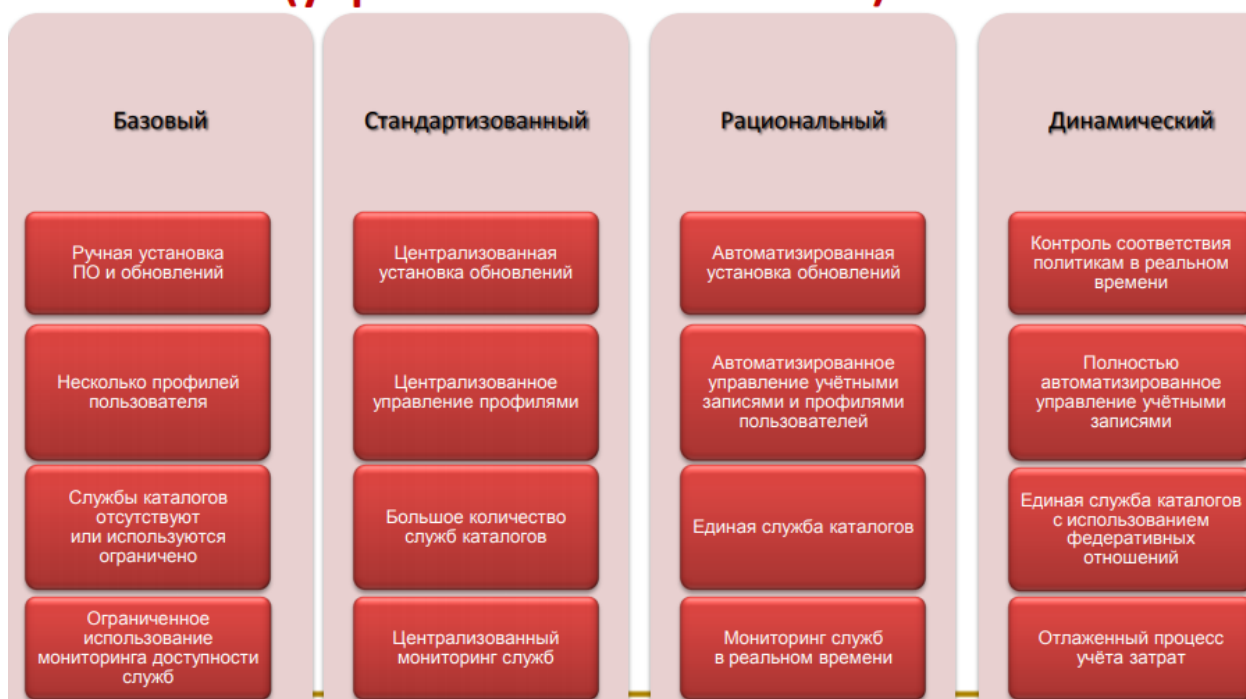 Базовый
Ручная установка
ПО и обновлений
Несколько профилей
пользователя
Службы каталогов
отсутствуют
или используются
ограничено
Ограниченное
использование
мониторинга доступности
служб
Стандартизованный
Централизованная
установка обновлений
Централизованное
управление профилями
Большое количество
служб каталогов
Централизованный
мониторинг служб
Рациональный
Автоматизированная
установка обновлений
Автоматизированное
управление учётными
записями и профилями
пользователей
Единая служба каталогов
Мониторинг служб
в реальном времени
Динамический
Контроль соответствия
политикам в реальном
времени
Полностью
автоматизированное
управление учётными
записями
Единая служба каталогов
с использованием
федеративных
отношений
Отлаженный процесс
учёта затрат